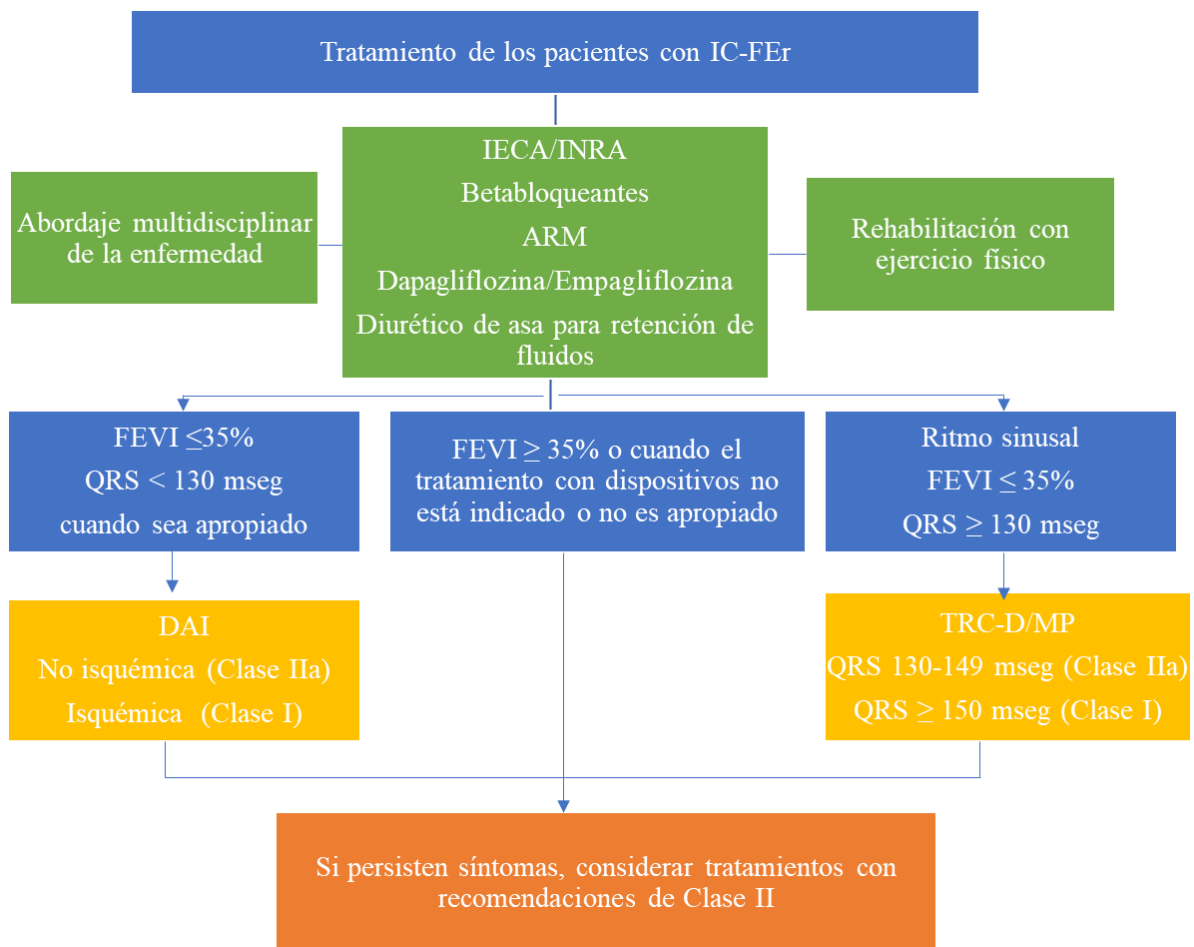 Tratamiento de los pacientes con IC-FEr
IECA/INRA
Betabloqueantes
ARM
Dapagliflozina/Empagliflozina
Diurético de asa para retención de
fluidos
Abordaje multidisciplinar
de la enfermedad
Rehabilitación con
ejercicio físico
FEVI ≤35%
QRS < 130 mseg
cuando sea apropiado
FEVI ≥ 35% o cuando el
tratamiento con dispositivos no
está indicado o no es apropiado
Ritmo sinusal
FEVI ≤ 35%
QRS ≥ 130 mseg
DAI
No isquémica (Clase IIa)
Isquémica (Clase I)
TRC-D/MP
QRS 130-149 mseg (Clase IIa)
QRS ≥ 150 mseg (Clase I)
Si persisten síntomas, considerar tratamientos con
recomendaciones de Clase II